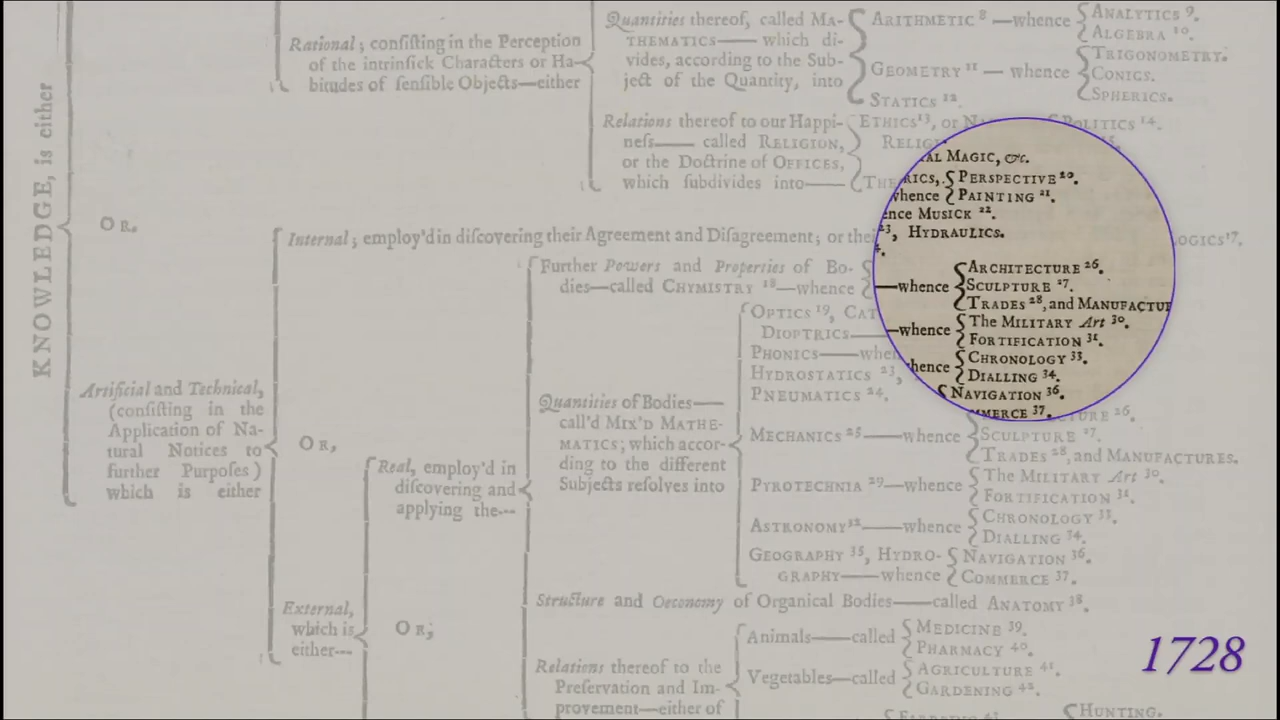 KNOWLEDGE, is either
Rational; conſiſting in the Perception
of the intrinſick Characters or Ha-
bitudes of ſenſible Objects—either
Quantities thereof, called MA-
THEMATICS— which di-
vides, according to the Sub-
ject of the Quantity, into
ARITHMETIC 8 —whence
ANALYTICS 9.
ALGEBRA 10.
GEOMETRY 11 — whence
TRIGONOMETRY.
CONICS.
SPHERICS.
STATICS 12.
Relations thereof to our Happi-
neſs—— called RELIGION,
or the Doctrine of OFFICES,
which ſubdivides into——
ETHICS13, or
POLITICS 14.
OR,
Artificial and Technical,
(conſiſting in the
Application of Na-
tural Notices to
further Purpoſes)
which is either
Internal; employ'd in diſcovering their Agreement and Diſagreement; or
OR,
External,
which is
either---
Real, employ'd in
diſcovering and
applying the---
OR,
Further Powers and Properties of Bo-
dies—called CHYMISTRY 18—whence
Quantities of Bodies——
call'd MIX'D MATHE-
MATICS; which accor-
ding to the different
Subjects reſolves into
OPTICS 19,
DIOPTRICS——
PHONICS——
HYDROSTATICS 23,
PNEUMATICS 24.
MAGIC, &c.
PERSPECTIVE 20.
PAINTING 21.
MUSICK 22.
HYDRAULICS.
—whence
ARCHITECTURE 26.
SCULPTURE 27.
TRADES 28, and
—whence
The MILITARY Art 30.
FORTIFICATION 31.
CHRONOLOGY 33.
DIALLING 34.
NAVIGATION 36.
MECHANICS 25——whence
SCULPTURE 27.
TRADES 28, and MANUFACTURES.
PYROTECHNIA 29—whence
The MILITARY Art 30.
FORTIFICATION 31.
ASTRONOMY32——whence
CHRONOLOGY 33.
DIALLING 34.
GEOGRAPHY 35, HYDRO-
GRAPHY——whence
NAVIGATION 36.
COMMERCE 37.
Structure and Oeconomy of Organical Bodies——called ANATOMY 38.
Relations thereof to the
Preſervation and Im-
provement—either of
Animals——called
MEDICINE 39.
PHARMACY 40.
Vegetables—called
AGRICULTURE 41.
GARDENING 42.
HUNTING.
1728